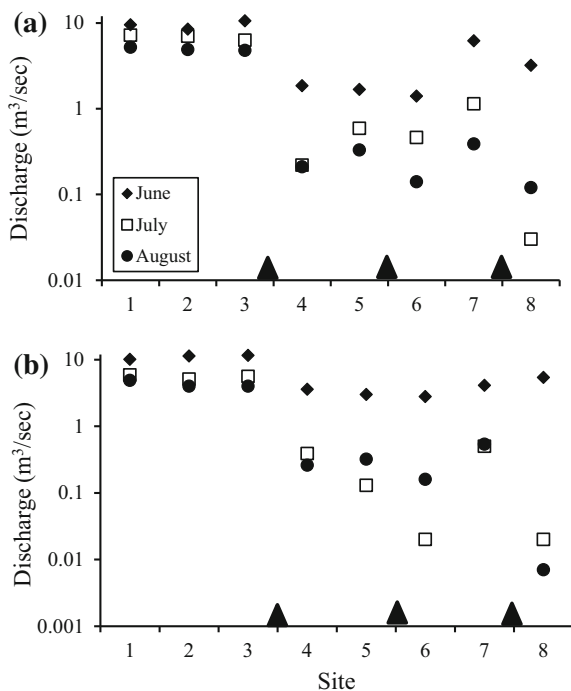 (a)
Discharge (m³/sec)
100
10
1
0.1
0.01
June
July
August
1 2 3 4 5 6 7 8
(b)
Discharge (m³/sec)
100
10
1
0.1
0.01
0.001
1 2 3 4 5 6 7 8
Site